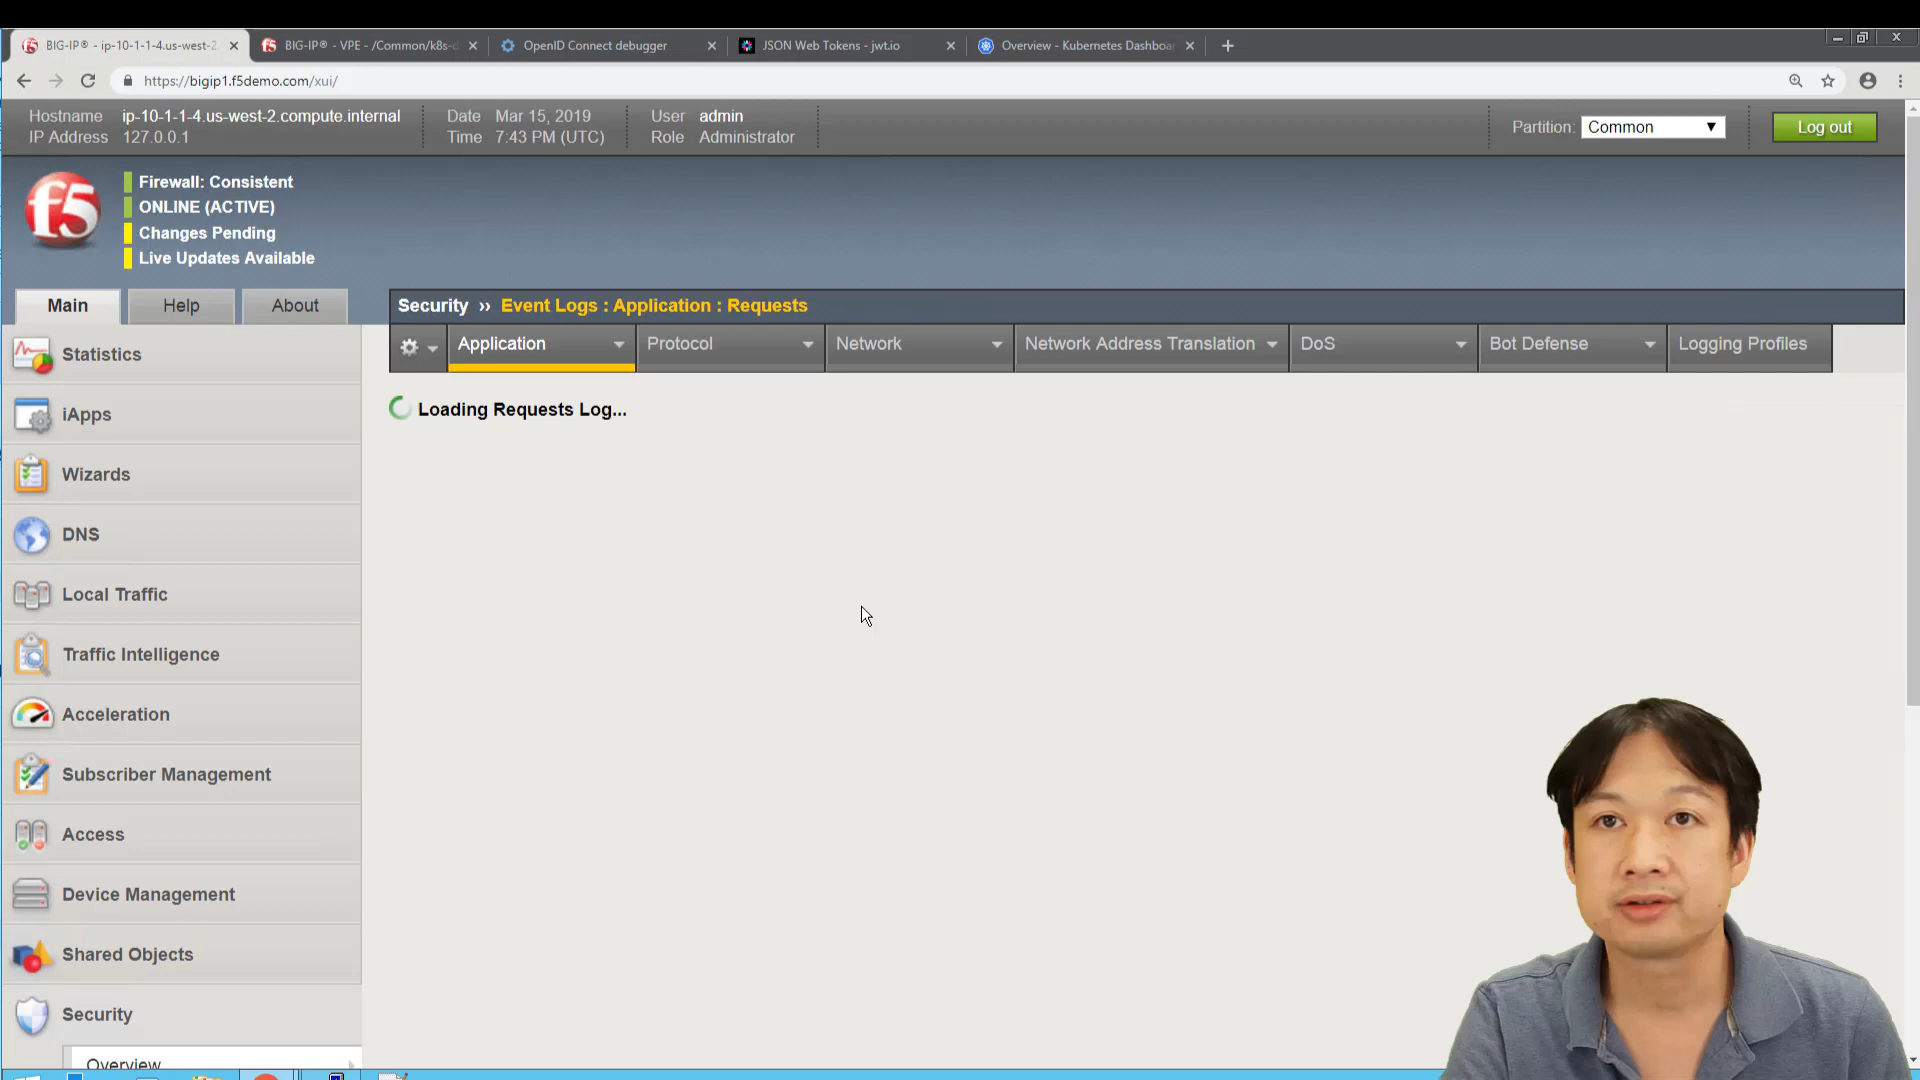 BIG-IP® - ip-10-1-1-4.us-west-2
BIG-IP® - VPE - /Common/k8s-d
OpenID Connect debugger
JSON Web Tokens - jwt.io
Overview - Kubernetes Dashboa
https://bigip1.f5demo.com/xui/
Hostname ip-10-1-1-4.us-west-2.compute.internal
IP Address 127.0.0.1
Date Mar 15, 2019
Time 7:43 PM (UTC)
User admin
Role Administrator
Partition: Common
Log out
f5
Firewall: Consistent
ONLINE (ACTIVE)
Changes Pending
Live Updates Available
Main
Help
About
Security ›› Event Logs : Application : Requests
Application
Protocol
Network
Network Address Translation
DoS
Bot Defense
Logging Profiles
Loading Requests Log...
Statistics
iApps
Wizards
DNS
Local Traffic
Traffic Intelligence
Acceleration
Subscriber Management
Access
Device Management
Shared Objects
Security
Overview